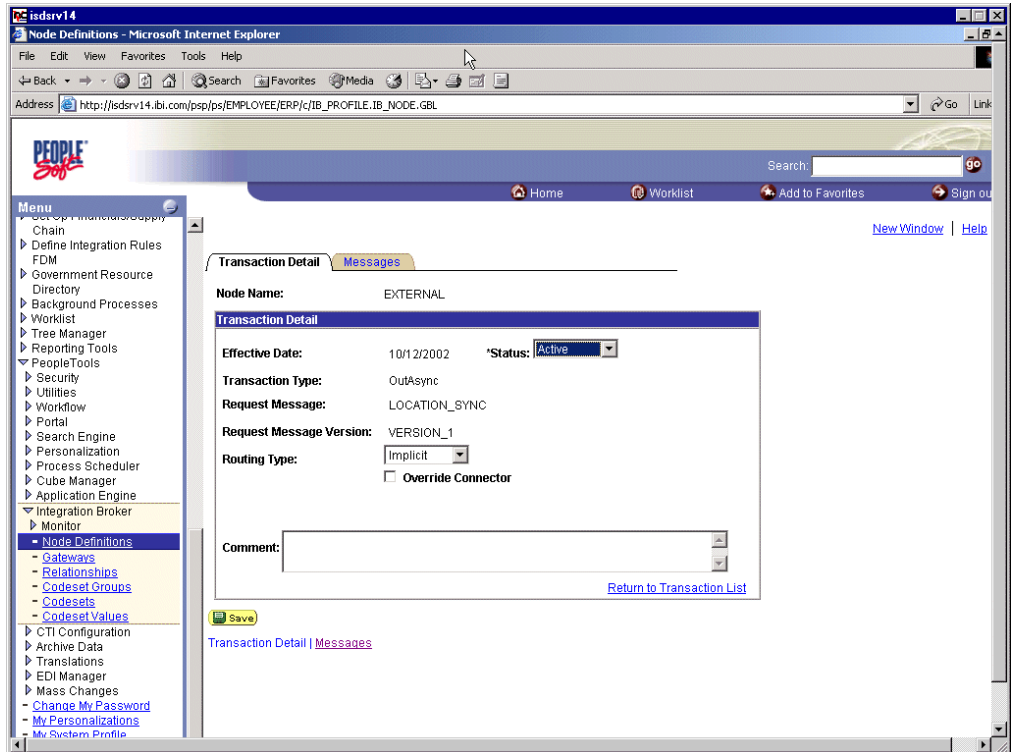 isdsrv14
Node Definitions - Microsoft Internet Explorer
File Edit View Favorites Tools Help
Back Search Favorites Media
Address http://isdsrv14.ibi.com/psp/ps/EMPLOYEE/ERP/c/IB_PROFILE.IB_NODE.GBL Go Link
PEOPLE Soft
Search: go
Home Worklist Add to Favorites Sign ou
Menu
New Window | Help
Set Up Financials/Supply
Chain
Define Integration Rules
FDM
Government Resource
Directory
Background Processes
Worklist
Tree Manager
Reporting Tools
PeopleTools
Security
Utilities
Workflow
Portal
Search Engine
Personalization
Process Scheduler
Cube Manager
Application Engine
Integration Broker
Monitor
- Node Definitions
- Gateways
- Relationships
- Codeset Groups
- Codesets
- Codeset Values
CTI Configuration
Archive Data
Translations
EDI Manager
Mass Changes
- Change My Password
- My Personalizations
- My System Profile
Transaction Detail Messages
Node Name: EXTERNAL
Transaction Detail
Effective Date: 10/12/2002 *Status: Active
Transaction Type: OutAsync
Request Message: LOCATION_SYNC
Request Message Version: VERSION_1
Routing Type: Implicit
Override Connector
Comment:
Return to Transaction List
Save
Transaction Detail | Messages